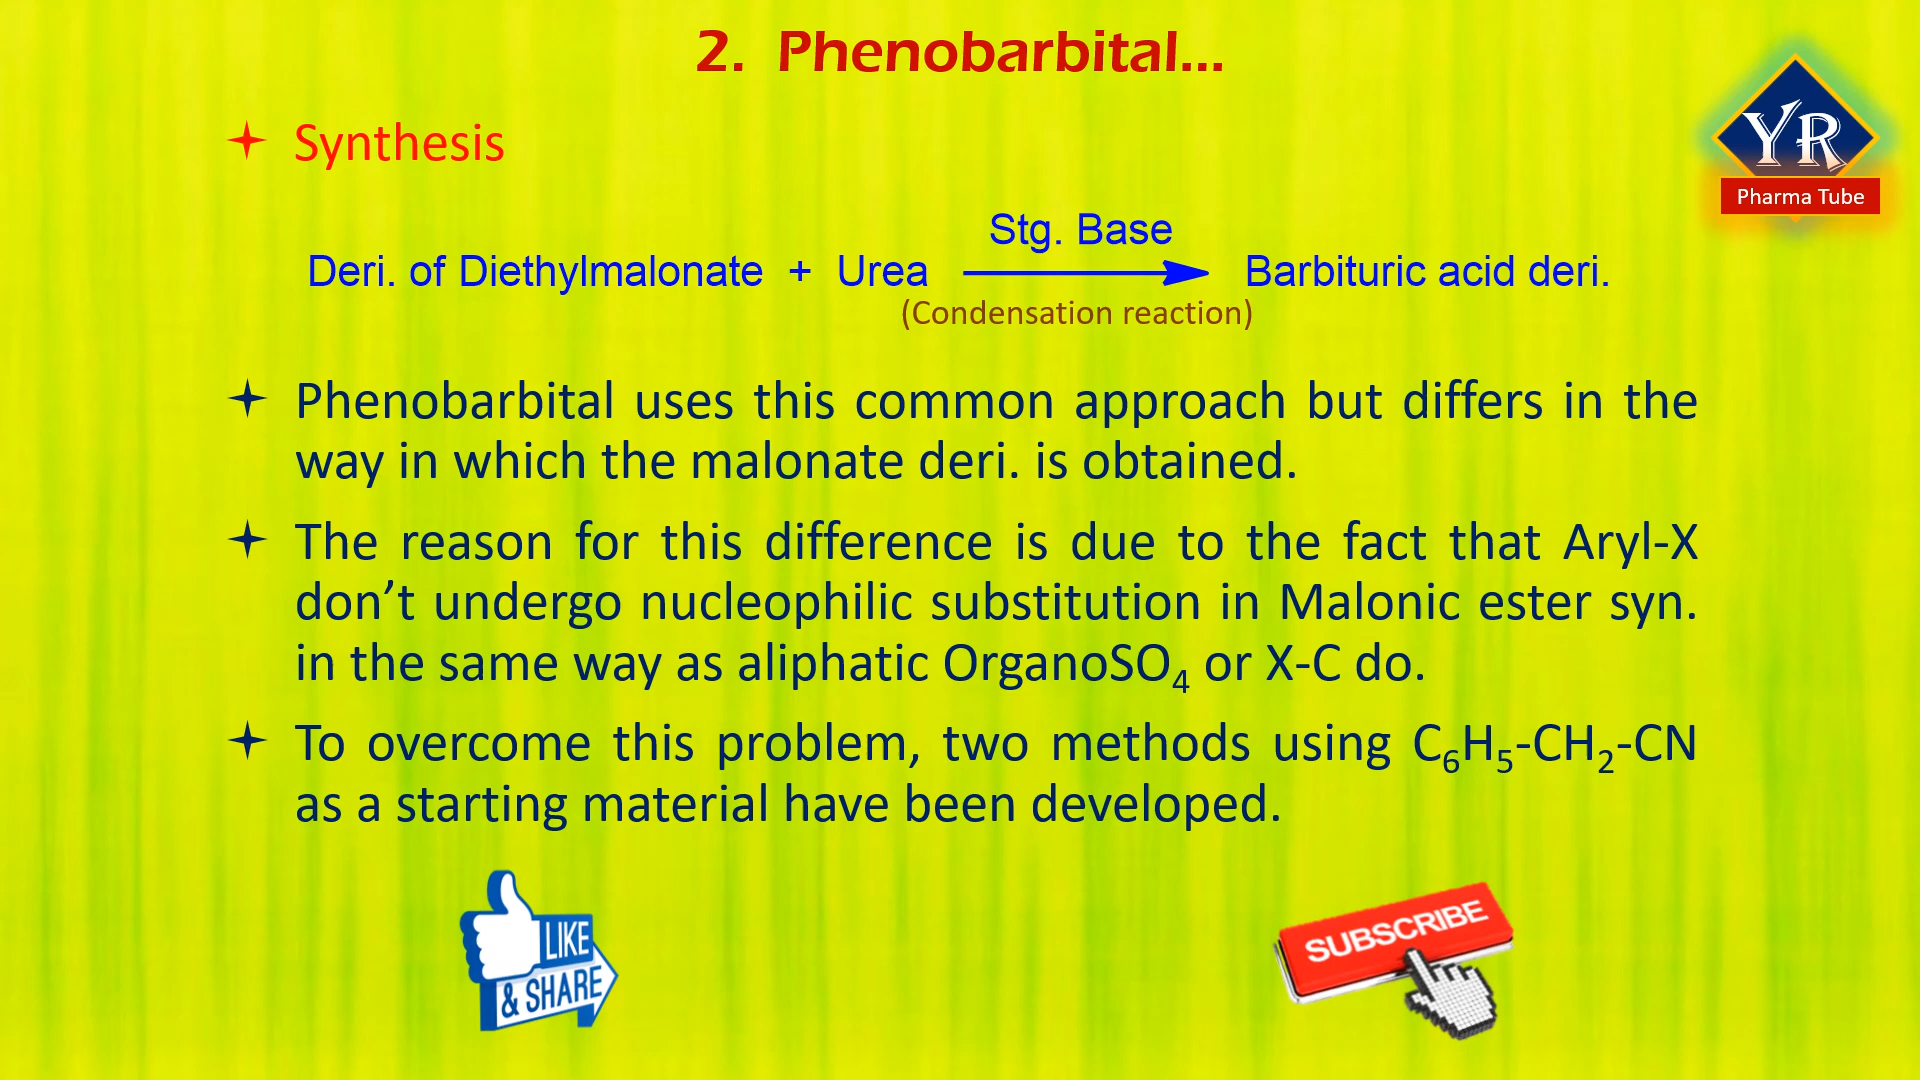 2. Phenobarbital...
YR
Pharma Tube
Synthesis
Stg. Base
Deri. of Diethylmalonate + Urea Barbituric acid deri.
(Condensation reaction)
Phenobarbital uses this common approach but differs in the
way in which the malonate deri. is obtained.
The reason for this difference is due to the fact that Aryl-X
don’t undergo nucleophilic substitution in Malonic ester syn.
in the same way as aliphatic OrganoSO₄ or X-C do.
To overcome this problem, two methods using C₆H₅-CH₂-CN
as a starting material have been developed.
LIKE
& SHARE
SUBSCRIBE